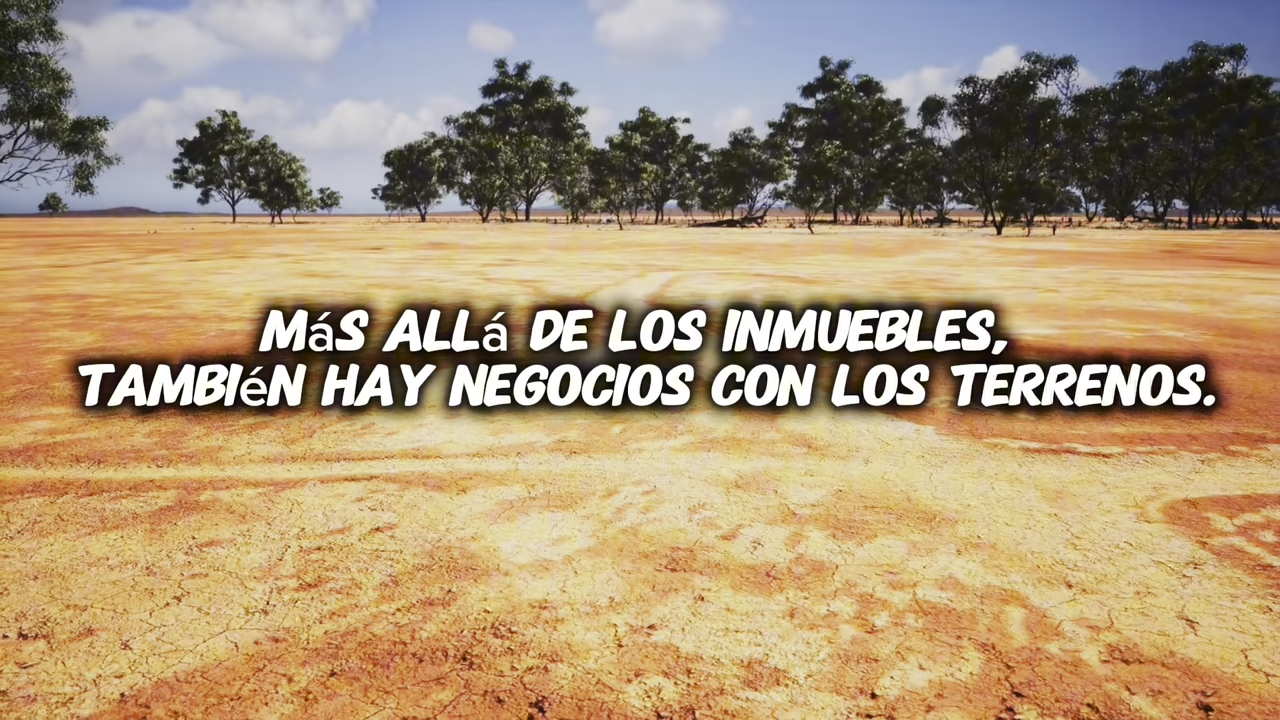 MáS ALLá DE LOS INMUEBLES,
TAMBIéN HAY NEGOCIOS CON LOS TERRENOS.